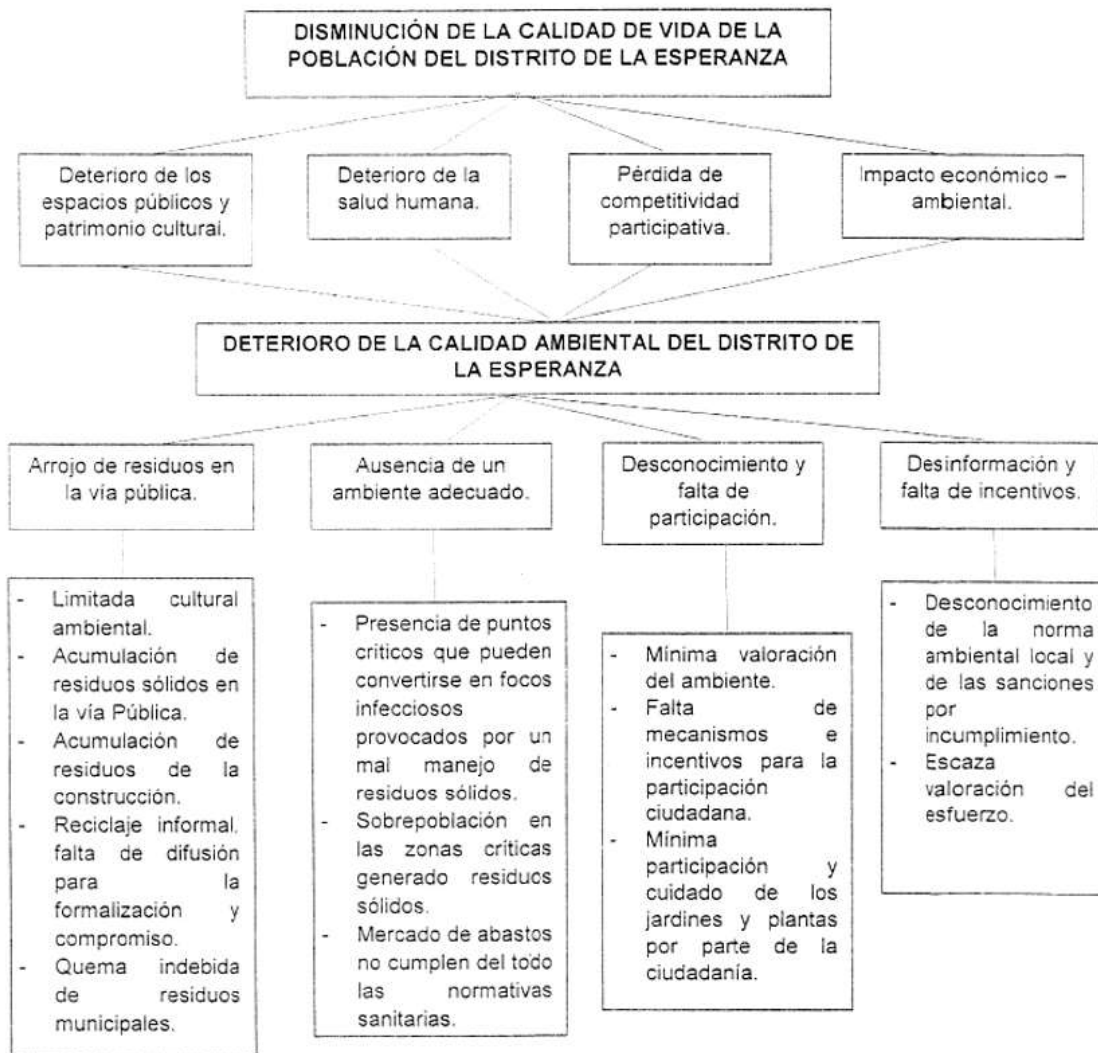 DISMINUCIÓN DE LA CALIDAD DE VIDA DE LA
POBLACIÓN DEL DISTRITO DE LA ESPERANZA
Deterioro de los
espacios públicos y
patrimonio cultural.
Deterioro de la
salud humana.
Pérdida de
competitividad
participativa.
Impacto económico –
ambiental.
DETERIORO DE LA CALIDAD AMBIENTAL DEL DISTRITO DE
LA ESPERANZA
Arrojo de residuos en
la vía pública.
Ausencia de un
ambiente adecuado.
Desconocimiento y
falta de
participación.
Desinformación y
falta de incentivos.
- Limitada cultural
ambiental.
- Acumulación de
residuos sólidos en
la vía Pública.
- Acumulación de
residuos de la
construcción.
- Reciclaje informal,
falta de difusión
para la
formalización y
compromiso.
- Quema indebida
de residuos
municipales.
- Presencia de puntos
criticos que pueden
convertirse en focos
infecciosos
provocados por un
mal manejo de
residuos sólidos.
- Sobrepoblación en
las zonas críticas
generado residuos
sólidos.
- Mercado de abastos
no cumplen del todo
las normativas
sanitarias.
- Mínima valoración
del ambiente.
- Falta de
mecanismos e
incentivos para la
participación
ciudadana.
- Mínima
participación y
cuidado de los
jardines y plantas
por parte de la
ciudadanía.
- Desconocimiento
de la norma
ambiental local y
de las sanciones
por
incumplimiento.
- Escaza
valoración del
esfuerzo.